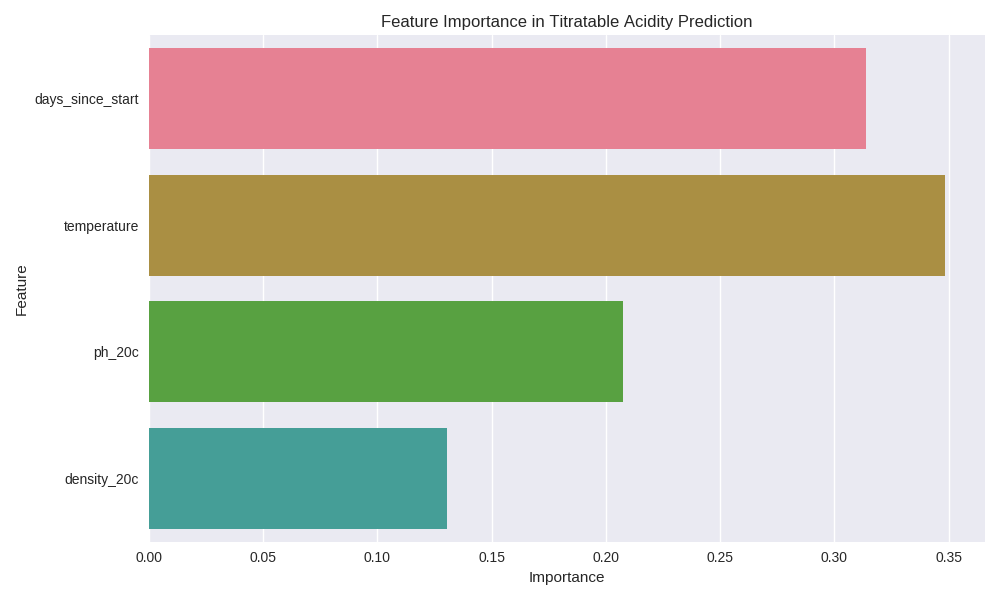 Feature Importance in Titratable Acidity Prediction
days_since_start
temperature
ph_20c
density_20c
Feature
0.00 0.05 0.10 0.15 0.20 0.25 0.30 0.35
Importance